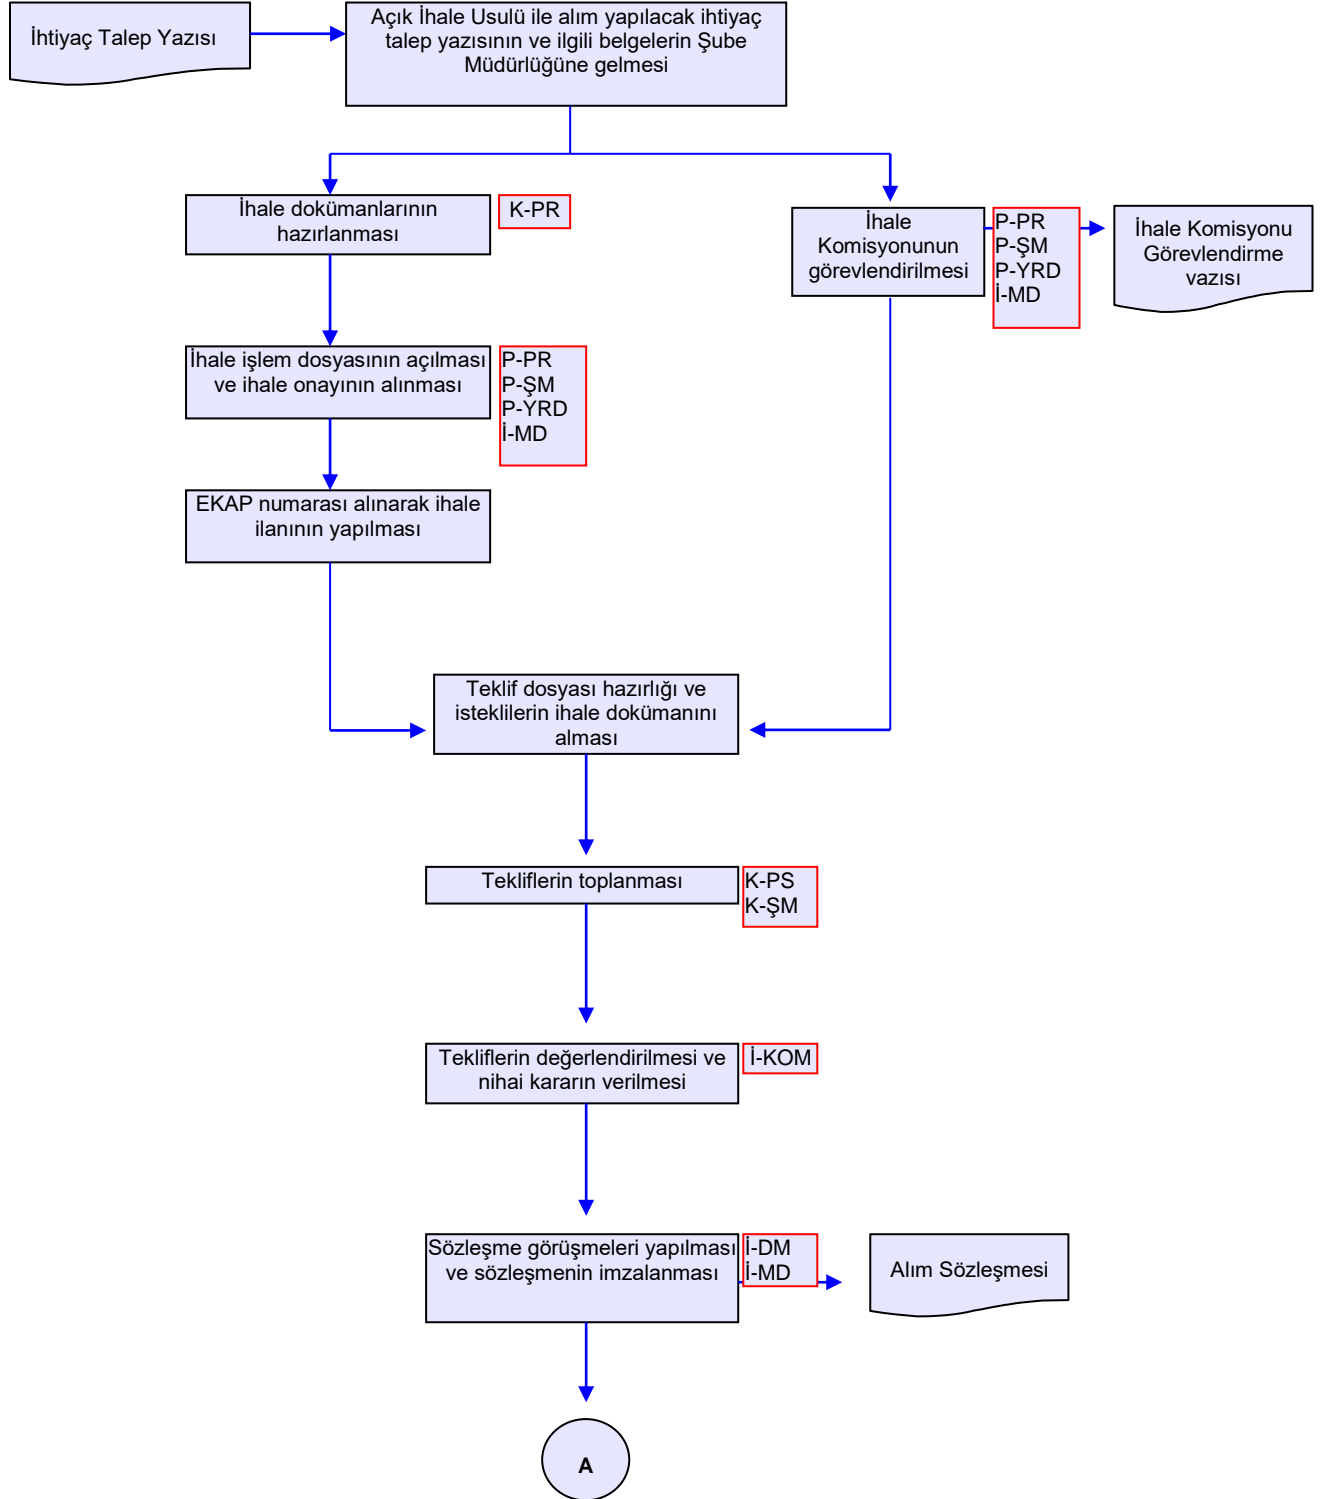 İhtiyaç Talep Yazısı
Açık İhale Usulü ile alım yapılacak ihtiyaç
talep yazısının ve ilgili belgelerin Şube
Müdürlüğüne gelmesi
İhale dokümanlarının
hazırlanması
K-PR
İhale
Komisyonunun
görevlendirilmesi
P-PR
P-ŞM
P-YRD
İ-MD
İhale Komisyonu
Görevlendirme
yazısı
İhale işlem dosyasının açılması
ve ihale onayının alınması
P-PR
P-ŞM
P-YRD
İ-MD
EKAP numarası alınarak ihale
ilanının yapılması
Teklif dosyası hazırlığı ve
isteklilerin ihale dokümanını
alması
Tekliflerin toplanması
K-PS
K-ŞM
Tekliflerin değerlendirilmesi ve
nihai kararın verilmesi
İ-KOM
Sözleşme görüşmeleri yapılması
ve sözleşmenin imzalanması
İ-DM
İ-MD
Alım Sözleşmesi
A